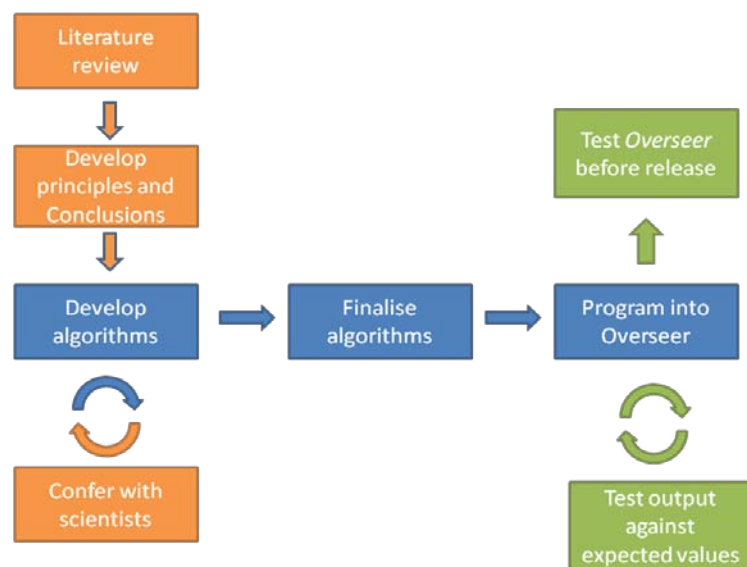 Literature
review
Develop
principles and
Conclusions
Develop
algorithms
Confer with
scientists
Finalise
algorithms
Test Overseer
before release
Program into
Overseer
Test output
against
expected values